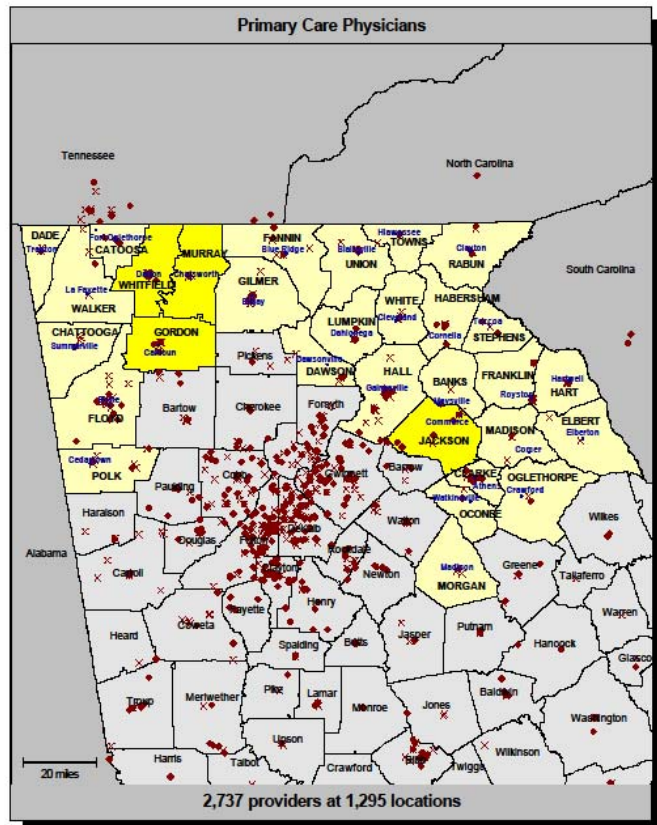 Primary Care Physicians
Tennessee
North Carolina
South Carolina
DADE
Trenton
Fort Oglethorpe
CATOOSA
MURRAY
FANNIN
Blue Ridge
Blairsville
UNION
Hiawassee
TOWNS
Clayton
RABUN
Dalton
Chatsworth
WHITFIELD
GILMER
Ellijay
La Fayette
WALKER
WHITE
Cleveland
HABERSHAM
Cornelia
Toccoa
STEPHENS
LUMPKIN
Dahlonega
CHATTOOGA
Summerville
GORDON
Calhoun
Pickens
Dawsonville
DAWSON
HALL
Gainesville
BANKS
Maysville
FRANKLIN
Royston
Hartwell
HART
Rome
FLOYD
Bartow
Cherokee
Forsyth
Commerce
JACKSON
MADISON
ELBERT
Elberton
Comer
Cedartown
POLK
Paulding
Cobb
Gwinnett
Barrow
CLARKE
Athens
OGLETHORPE
Crawford
Watkinsville
OCONEE
Haralson
Douglas
Fulton
Dekalb
Walton
Wilkes
Alabama
Carroll
Clayton
Rockdale
Newton
Madison
MORGAN
Greene
Taliaferro
Fayette
Henry
Warren
Heard
Coweta
Spalding
Butts
Jasper
Putnam
Hancock
Glasco
Troup
Meriwether
Pike
Lamar
Monroe
Jones
Baldwin
Washington
Upson
Harris
Talbot
Crawford
Bibb
Twiggs
Wilkinson
20 miles
2,737 providers at 1,295 locations